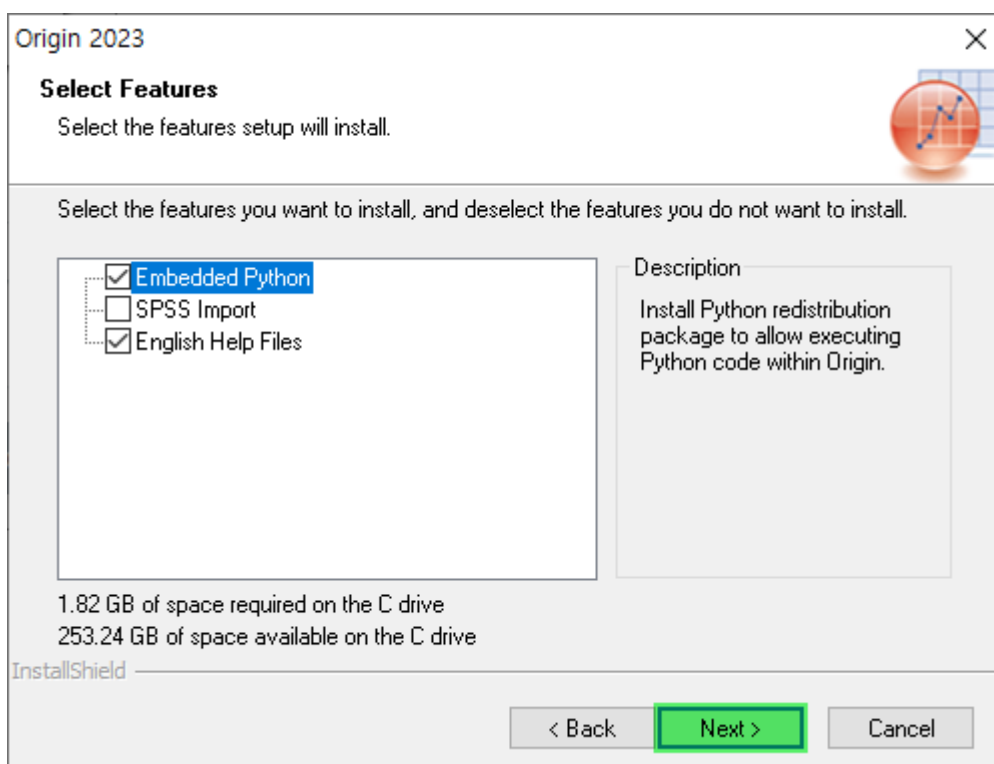 Origin 2023
Select Features
Select the features setup will install.
Select the features you want to install, and deselect the features you do not want to install.
Embedded Python
SPSS Import
English Help Files
Description
Install Python redistribution
package to allow executing
Python code within Origin.
1.82 GB of space required on the C drive
253.24 GB of space available on the C drive
InstallShield
< Back
Next >
Cancel